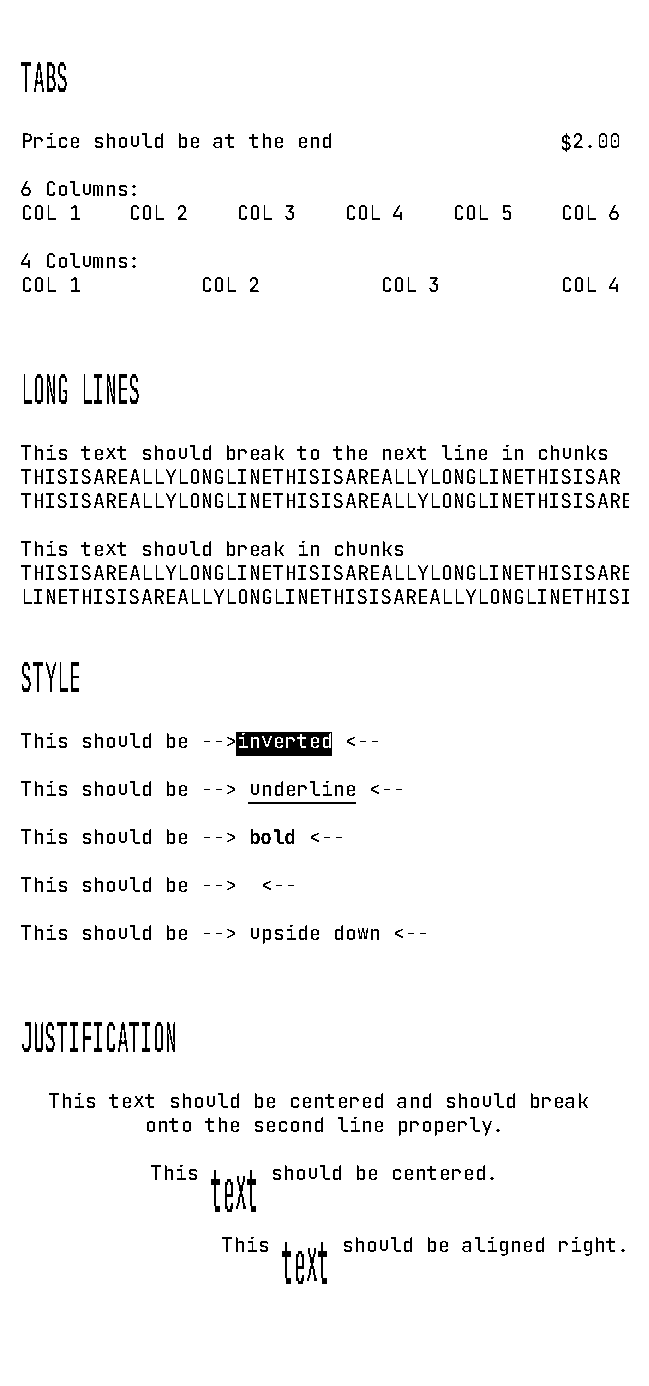 TABS
Price should be at the end $2.00
6 Columns:
COL 1 COL 2 COL 3 COL 4 COL 5 COL 6
4 Columns:
COL 1 COL 2 COL 3 COL 4
LONG LINES
This text should break to the next line in chunks
THISISAREALLYLONGLINETHISISAREALLYLONGLINETHISISAR
THISISAREALLYLONGLINETHISISAREALLYLONGLINETHISISARE
This text should break in chunks
THISISAREALLYLONGLINETHISISAREALLYLONGLINETHISISARE
LINETHISISAREALLYLONGLINETHISISAREALLYLONGLINETHISI
STYLE
This should be -->inverted <--
This should be --> underline <--
This should be --> bold <--
This should be -->  <--
This should be --> upside down <--
JUSTIFICATION
This text should be centered and should break
onto the second line properly.
This text should be centered.
This text should be aligned right.